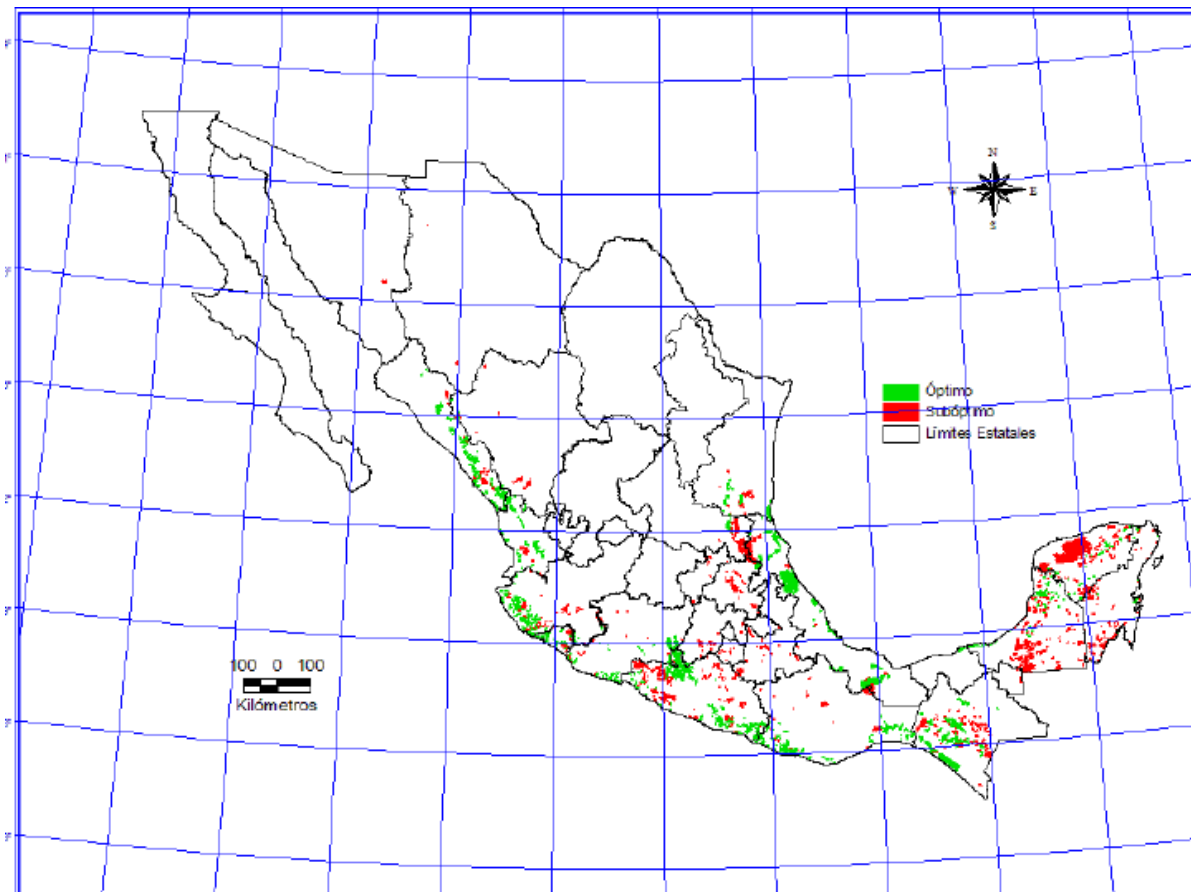 N
W E
S
Óptimo
Subóptimo
Límites Estatales
100 0 100
Kilómetros